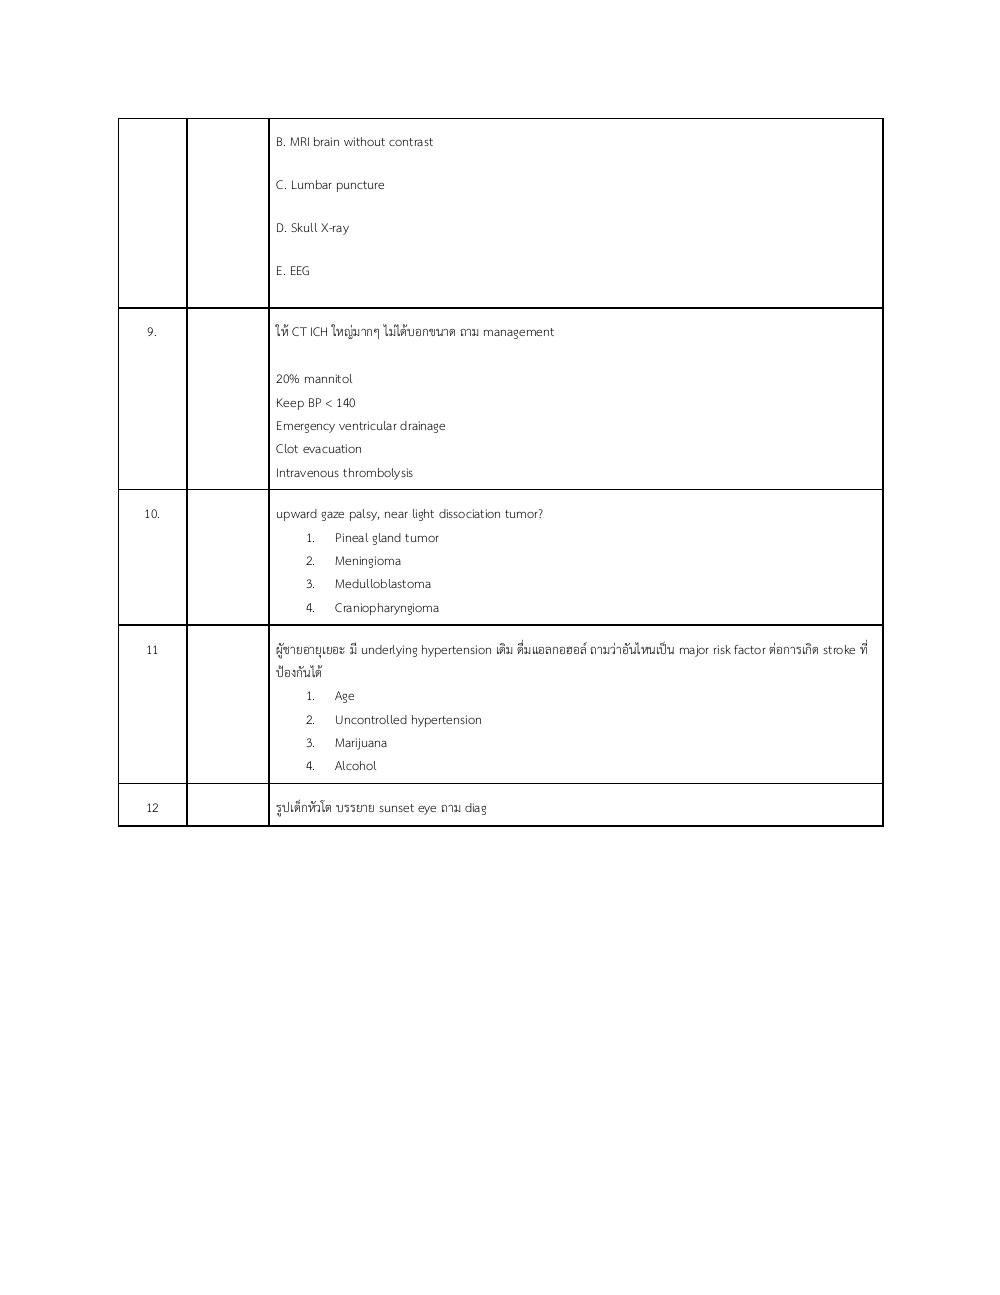 B. MRI brain without contrast
C. Lumbar puncture
D. Skull X-ray
E. EEG
9.
ให้ CT ICH ใหญ่มากๆ ไม่ได้บอกขนาด ถาม management
20% mannitol
Keep BP < 140
Emergency ventricular drainage
Clot evacuation
Intravenous thrombolysis
10.
upward gaze palsy, near light dissociation tumor?
1. Pineal gland tumor
2. Meningioma
3. Medulloblastoma
4. Craniopharyngioma
11
ผู้ชายอายุเยอะ มี underlying hypertension เดิม ดื่มแอลกอฮอล์ ถามว่าอันไหนเป็น major risk factor ต่อการเกิด stroke ที่
ป้องกันได้
1. Age
2. Uncontrolled hypertension
3. Marijuana
4. Alcohol
12
รูปเด็กหัวโต บรรยาย sunset eye ถาม diag